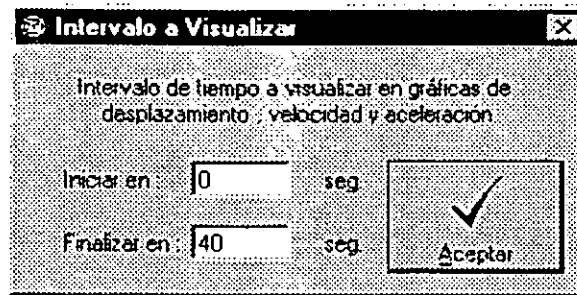 Intervalo a Visualizar
Intervalo de tiempo a visualizar en gráficas de
desplazamiento , velocidad y aceleración
Iniciar en : 0 seg
Finalizar en : 40 seg.
Aceptar